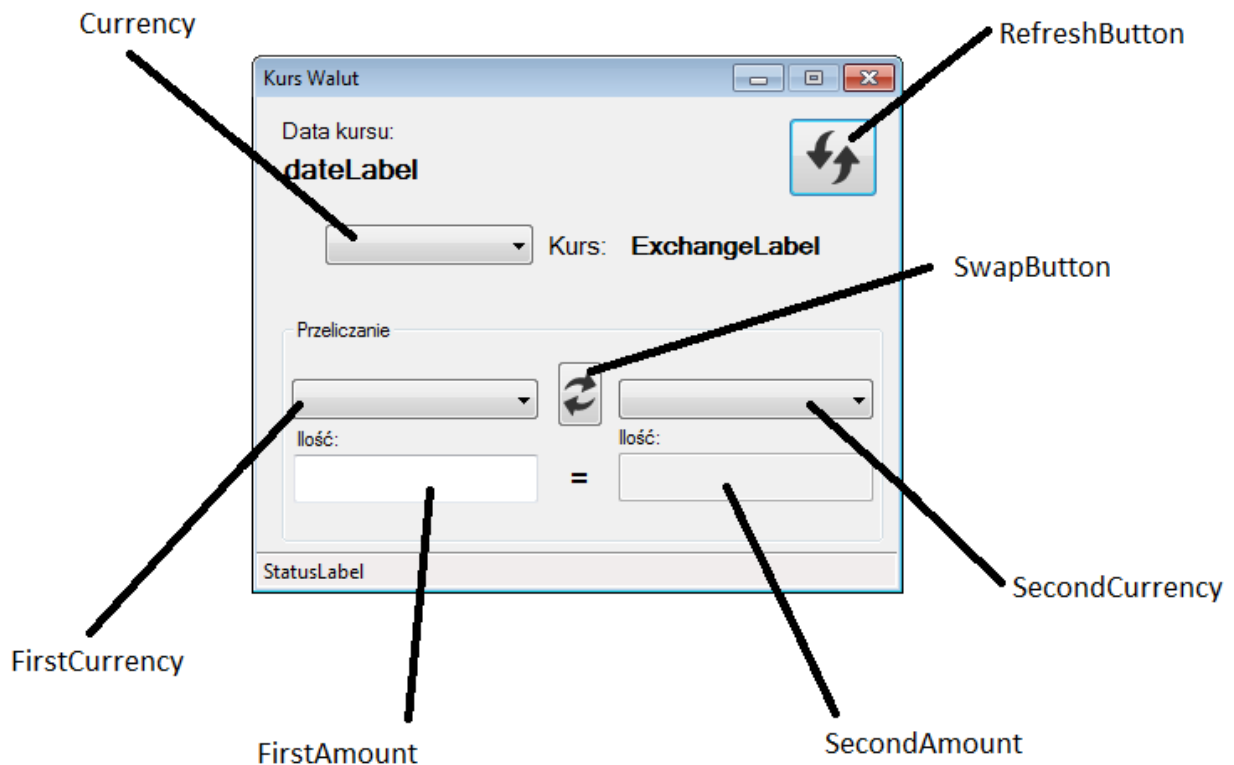 Currency
RefreshButton
Kurs Walut
Data kursu:
dateLabel
Kurs: ExchangeLabel
SwapButton
Przeliczanie
Ilość: Ilość:
=
StatusLabel
SecondCurrency
FirstCurrency
FirstAmount
SecondAmount